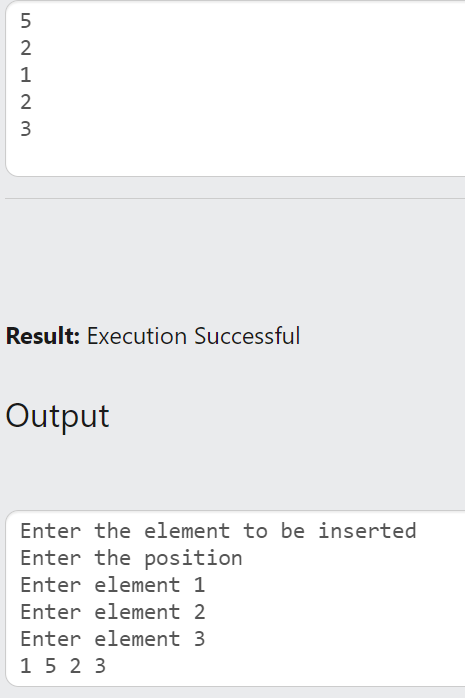 5
2
1
2
3
Result: Execution Successful
Output
Enter the element to be inserted
Enter the position
Enter element 1
Enter element 2
Enter element 3
1 5 2 3